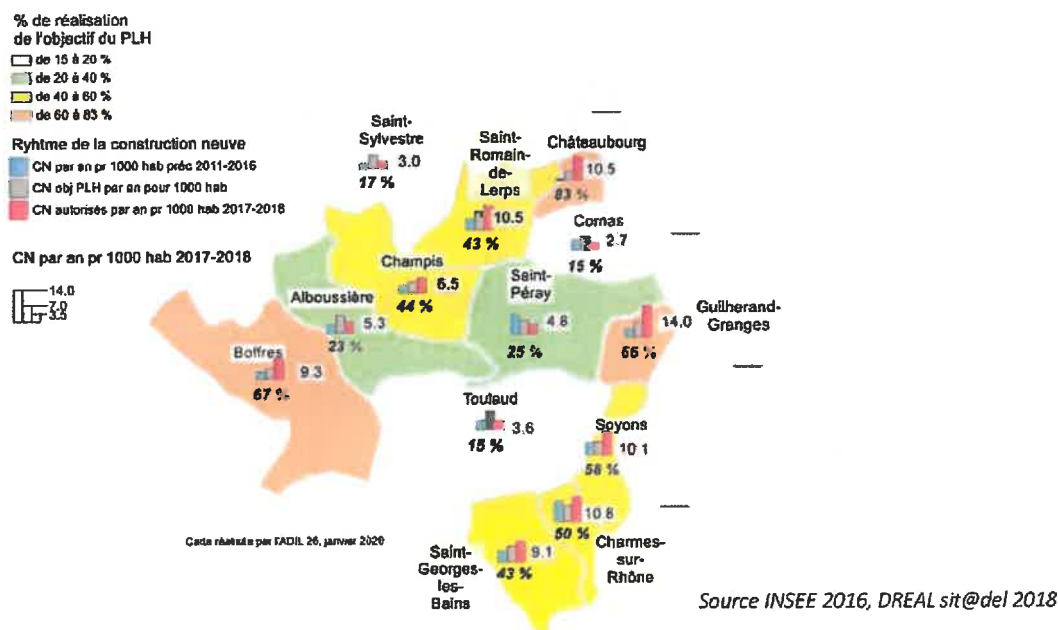 % de réalisation
de l'objectif du PLH
de 15 à 20 %
de 20 à 40 %
de 40 à 60 %
de 60 à 83 %
Ryhtme de la construction neuve
CN par an pr 1000 hab préc 2011-2016
CN obj PLH par an pour 1000 hab
CN autorisés par an pr 1000 hab 2017-2018
CN par an pr 1000 hab 2017-2018
14.0
7.0
3.5
Saint-
Sylvestre
3.0
17 %
Saint-
Romain-
de-
Lerps
10.5
43 %
Châteaubourg
10.5
83 %
Cornas
2.7
15 %
Champis
6.5
44 %
Saint-
Péray
4.8
25 %
Alboussière
5.3
23 %
Guilherand-
Granges
14.0
66 %
Boffres
9.3
67 %
Toulaud
3.6
15 %
Soyons
10.1
58 %
10.8
50 %
Charmes-
sur-
Rhône
Saint-
Georges-
les-
Bains
9.1
43 %
Carte réalisée par l'ADIL 26, janvier 2020
Source INSEE 2016, DREAL sit@del 2018